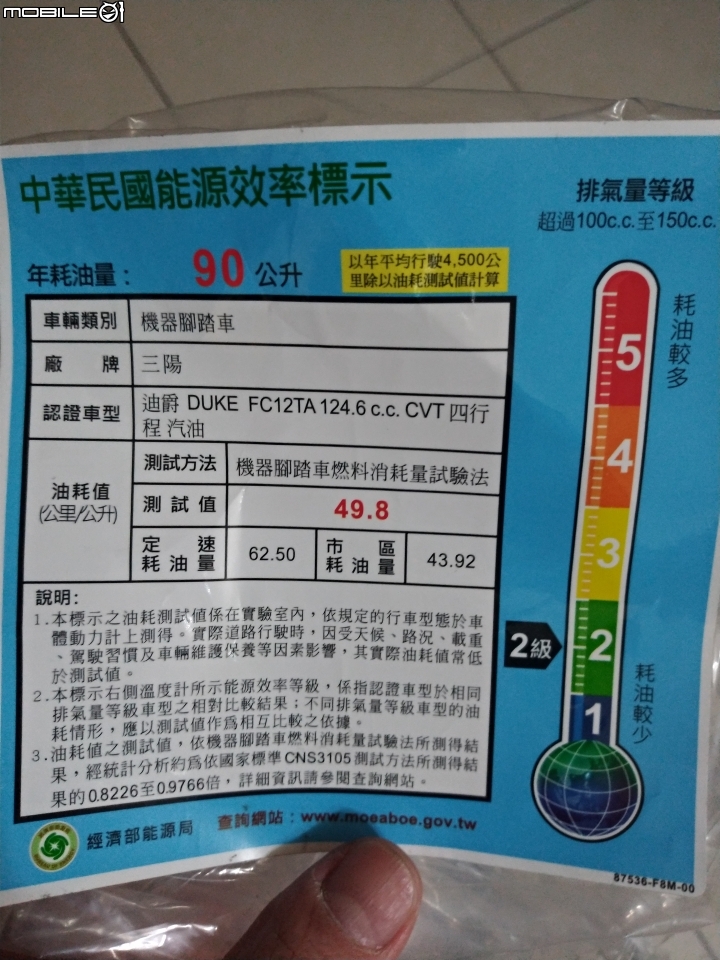 MOBILE01
中華民國能源效率標示
排氣量等級
超過100c.c.至150c.c.
年耗油量： 90 公升
以年平均行駛4,500公
里除以油耗測試值計算
車輛類別 機器腳踏車
廠牌 三陽
認證車型 迪爵 DUKE FC12TA 124.6 c.c. CVT 四行
程 汽油
油耗值
(公里/公升)
測試方法 機器腳踏車燃料消耗量試驗法
測試值 49.8
定速
耗油量 62.50
市區
耗油量 43.92
說明：
1.本標示之油耗測試值係在實驗室內，依規定的行車型態於車
體動力計上測得。實際道路行駛時，因受天候、路況、載重
、駕駛習慣及車輛維護保養等因素影響，其實際油耗值常低
於測試值。
2.本標示右側溫度計所示能源效率等級，係指認證車型於相同
排氣量等級車型之相對比較結果；不同排氣量等級車型之油
耗情形，應以測試值作為相互比較之依據。
3.油耗值之測試值，依機器腳踏車燃料消耗量試驗法所測得結
果，經統計分析約為依國家標準CNS3105測試方法所測得結
果的0.8226至0.9766倍，詳細資訊請參閱查詢網站。
耗油較多
5
4
3
2級
2
1
耗油較少
經濟部能源局
查詢網站：www.moeaboe.gov.tw
87536-F8M-00